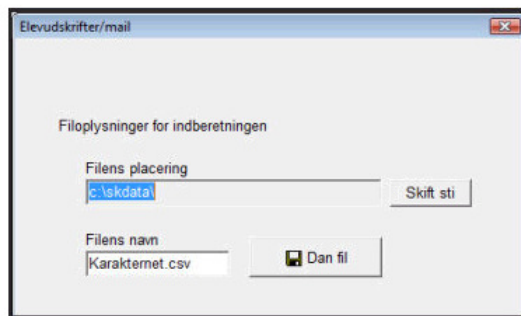 Elevudskrifter/mail
Filoplysninger for indberetningen
Filens placering
c:\skdata\
Skift sti
Filens navn
Karakternet.csv
Dan fil